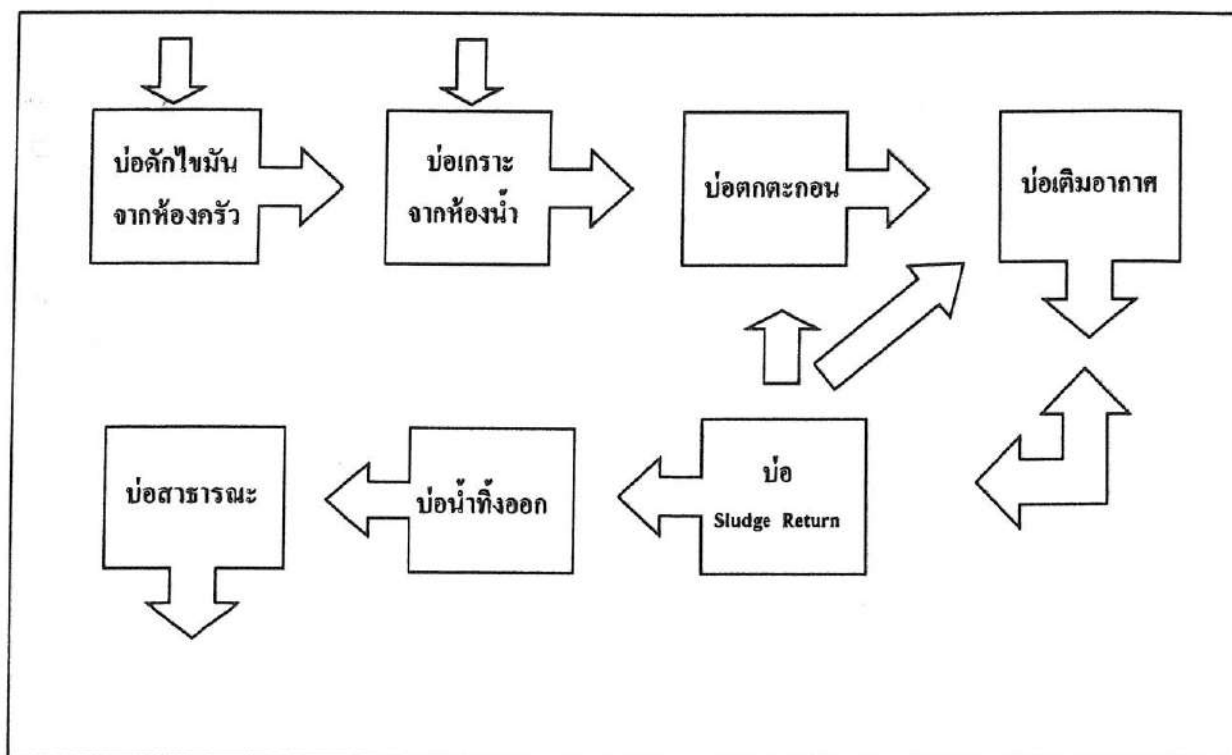 บ่อดักไขมัน
จากห้องครัว
บ่อเกราะ
จากห้องน้ำ
บ่อตกตะกอน
บ่อเติมอากาศ
บ่อสาธารณะ
บ่อน้ำทิ้งออก
บ่อ
Sludge Return